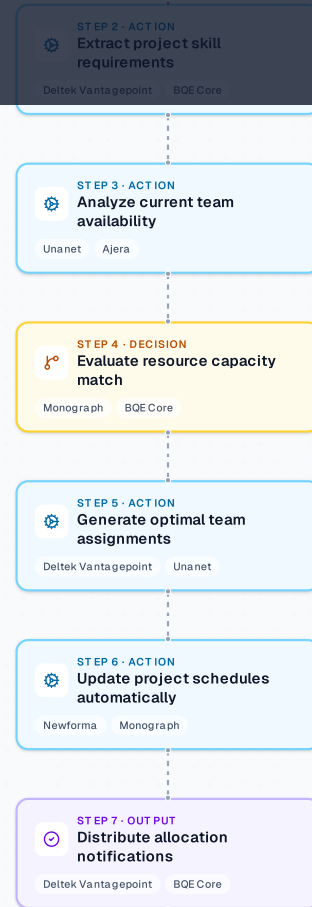 STEP 2 · ACTION
Extract project skill
requirements
Deltek Vantagepoint BQE Core
STEP 3 · ACTION
Analyze current team
availability
Unanet Ajera
STEP 4 · DECISION
Evaluate resource capacity
match
Monograph BQE Core
STEP 5 · ACTION
Generate optimal team
assignments
Deltek Vantagepoint Unanet
STEP 6 · ACTION
Update project schedules
automatically
Newforma Monograph
STEP 7 · OUTPUT
Distribute allocation
notifications
Deltek Vantagepoint BQE Core